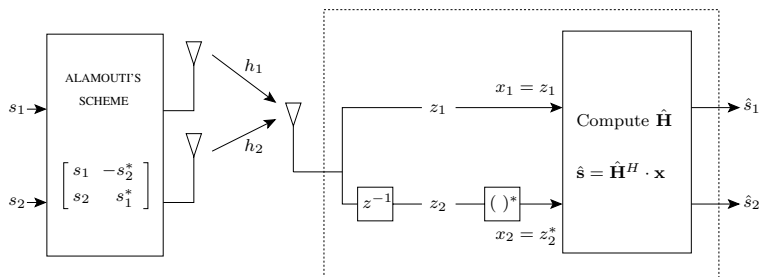 ALAMOUTI'S
SCHEME
s₁
s₂
[ s₁ −s₂*
s₂ s₁* ]
h₁
h₂
z₁
x₁ = z₁
z⁻¹
z₂
( )*
x₂ = z₂*
Compute Ĥ
ŝ = Ĥᴴ · x
ŝ₁
ŝ₂